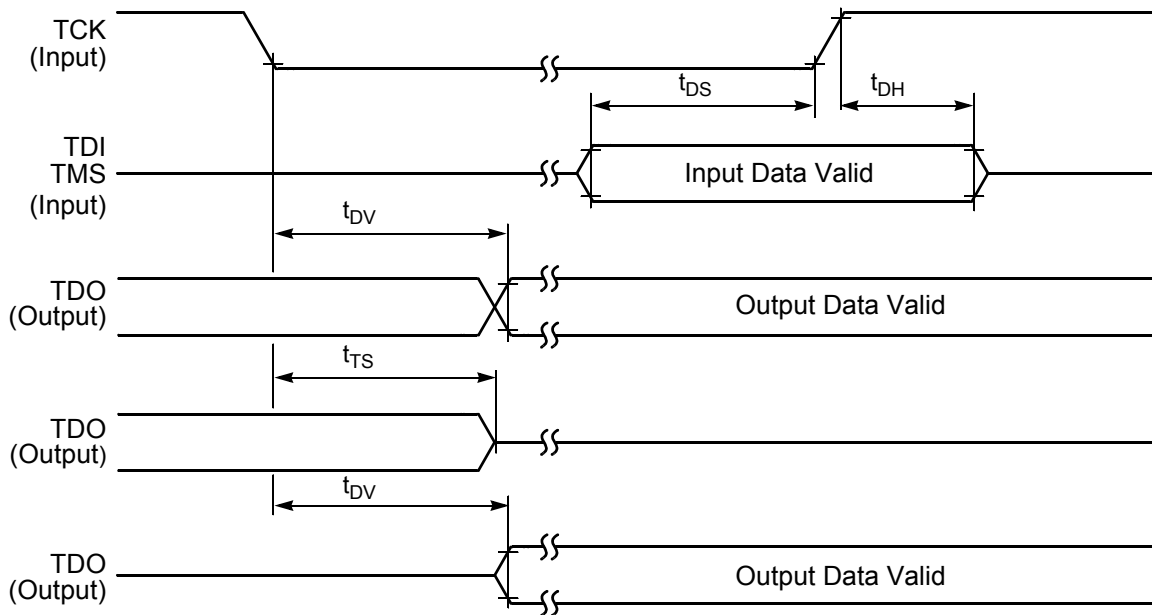 TCK
(Input)
tDS
tDH
TDI
TMS
(Input)
Input Data Valid
tDV
TDO
(Output)
Output Data Valid
tTS
TDO
(Output)
tDV
TDO
(Output)
Output Data Valid